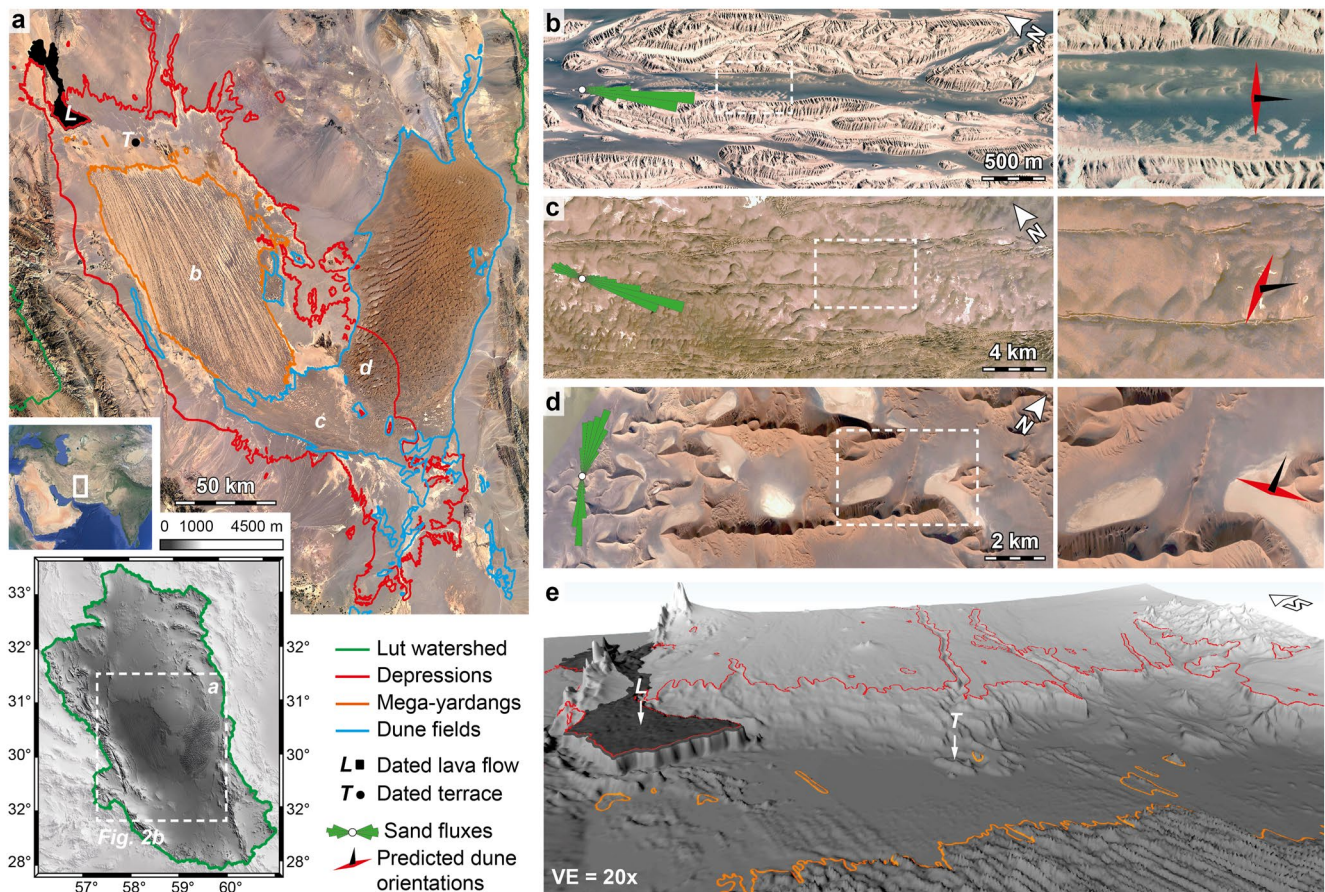 a
L
T
b
d
c
50 km
0 1000 4500 m
33°
32°
31°
30°
32°
28°
32°
31°
30°
30°
32°
28°
57° 58° 59° 60°
a
Fig. 2b
Lut watershed
Depressions
Mega-yardangs
Dune fields
L Dated lava flow
T Dated terrace
Sand fluxes
Predicted dune
orientations
b
N
500 m
c
N
4 km
d
N
2 km
e
S
L
T
VE = 20x